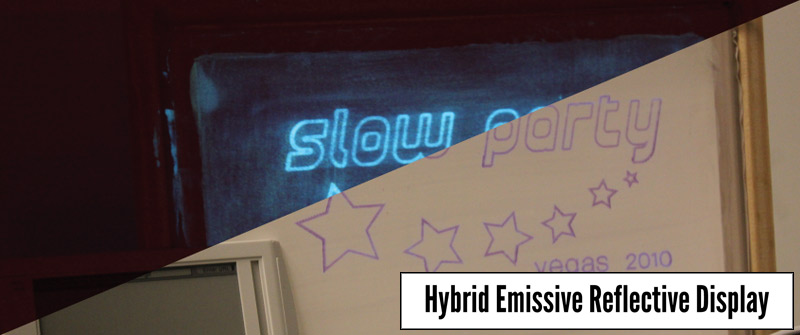 slow party
vegas 2010
Hybrid Emissive Reflective Display